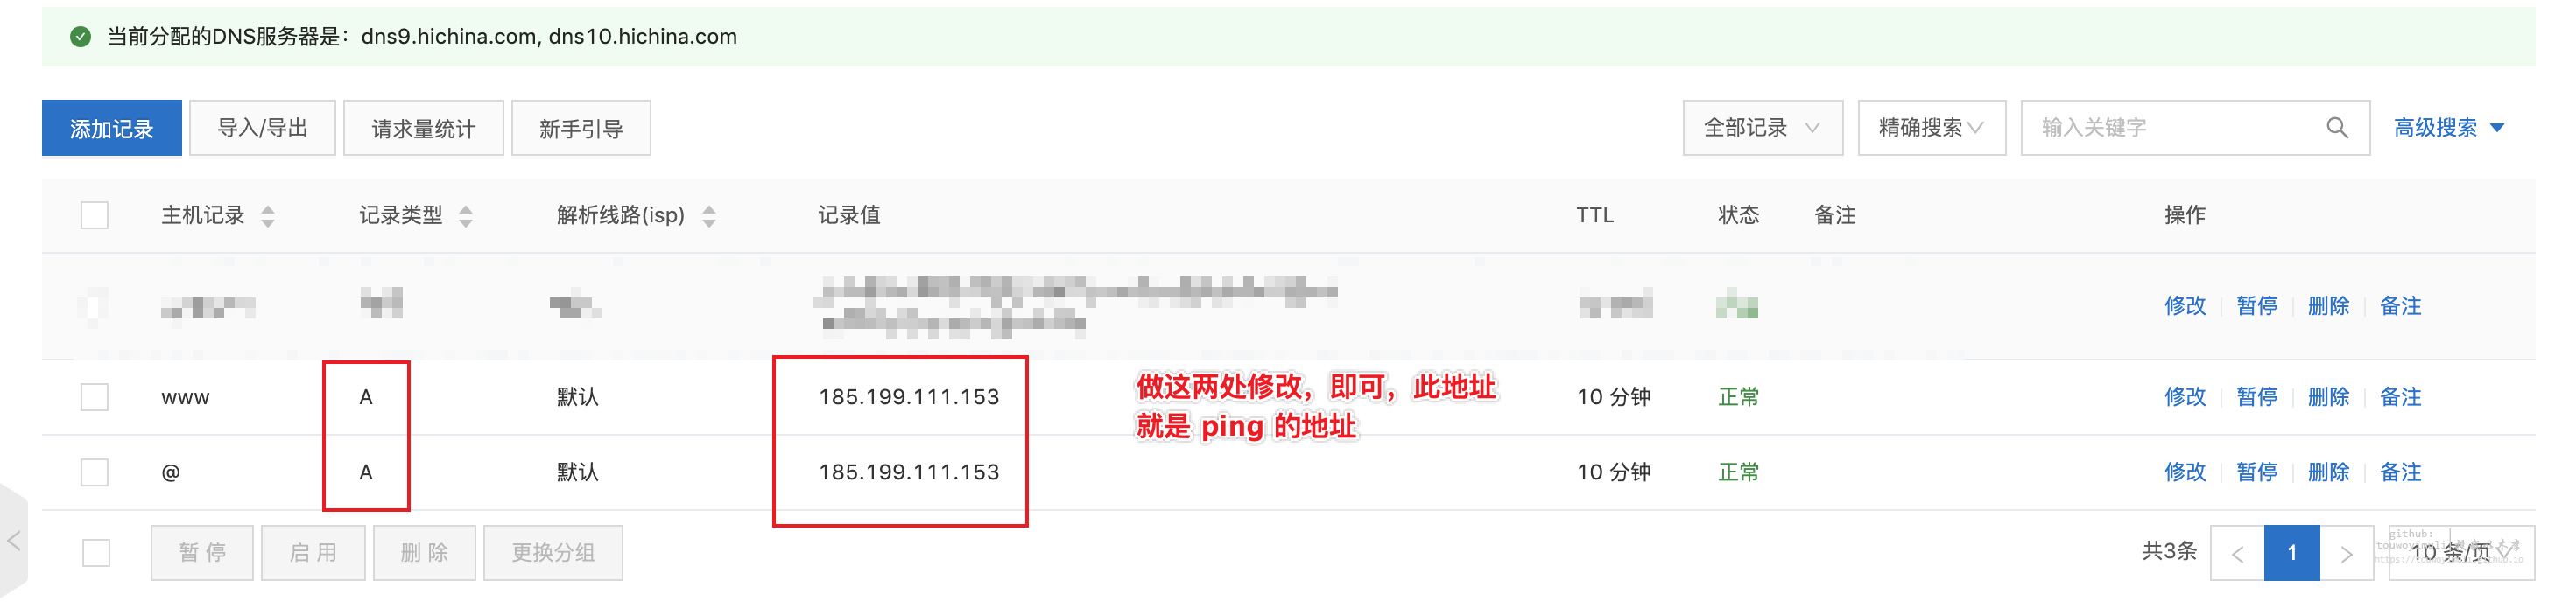 当前分配的DNS服务器是：dns9.hichina.com, dns10.hichina.com
添加记录 导入/导出 请求量统计 新手引导 全部记录 精确搜索 输入关键字 高级搜索
主机记录 记录类型 解析线路(isp) 记录值 TTL 状态 备注 操作
修改 暂停 删除 备注
www A 默认 185.199.111.153 10 分钟 正常 修改 暂停 删除 备注
做这两处修改，即可，此地址
就是 ping 的地址
@ A 默认 185.199.111.153 10 分钟 正常 修改 暂停 删除 备注
暂 停 启 用 删 除 更换分组 共3条 1 10 条/页
github: